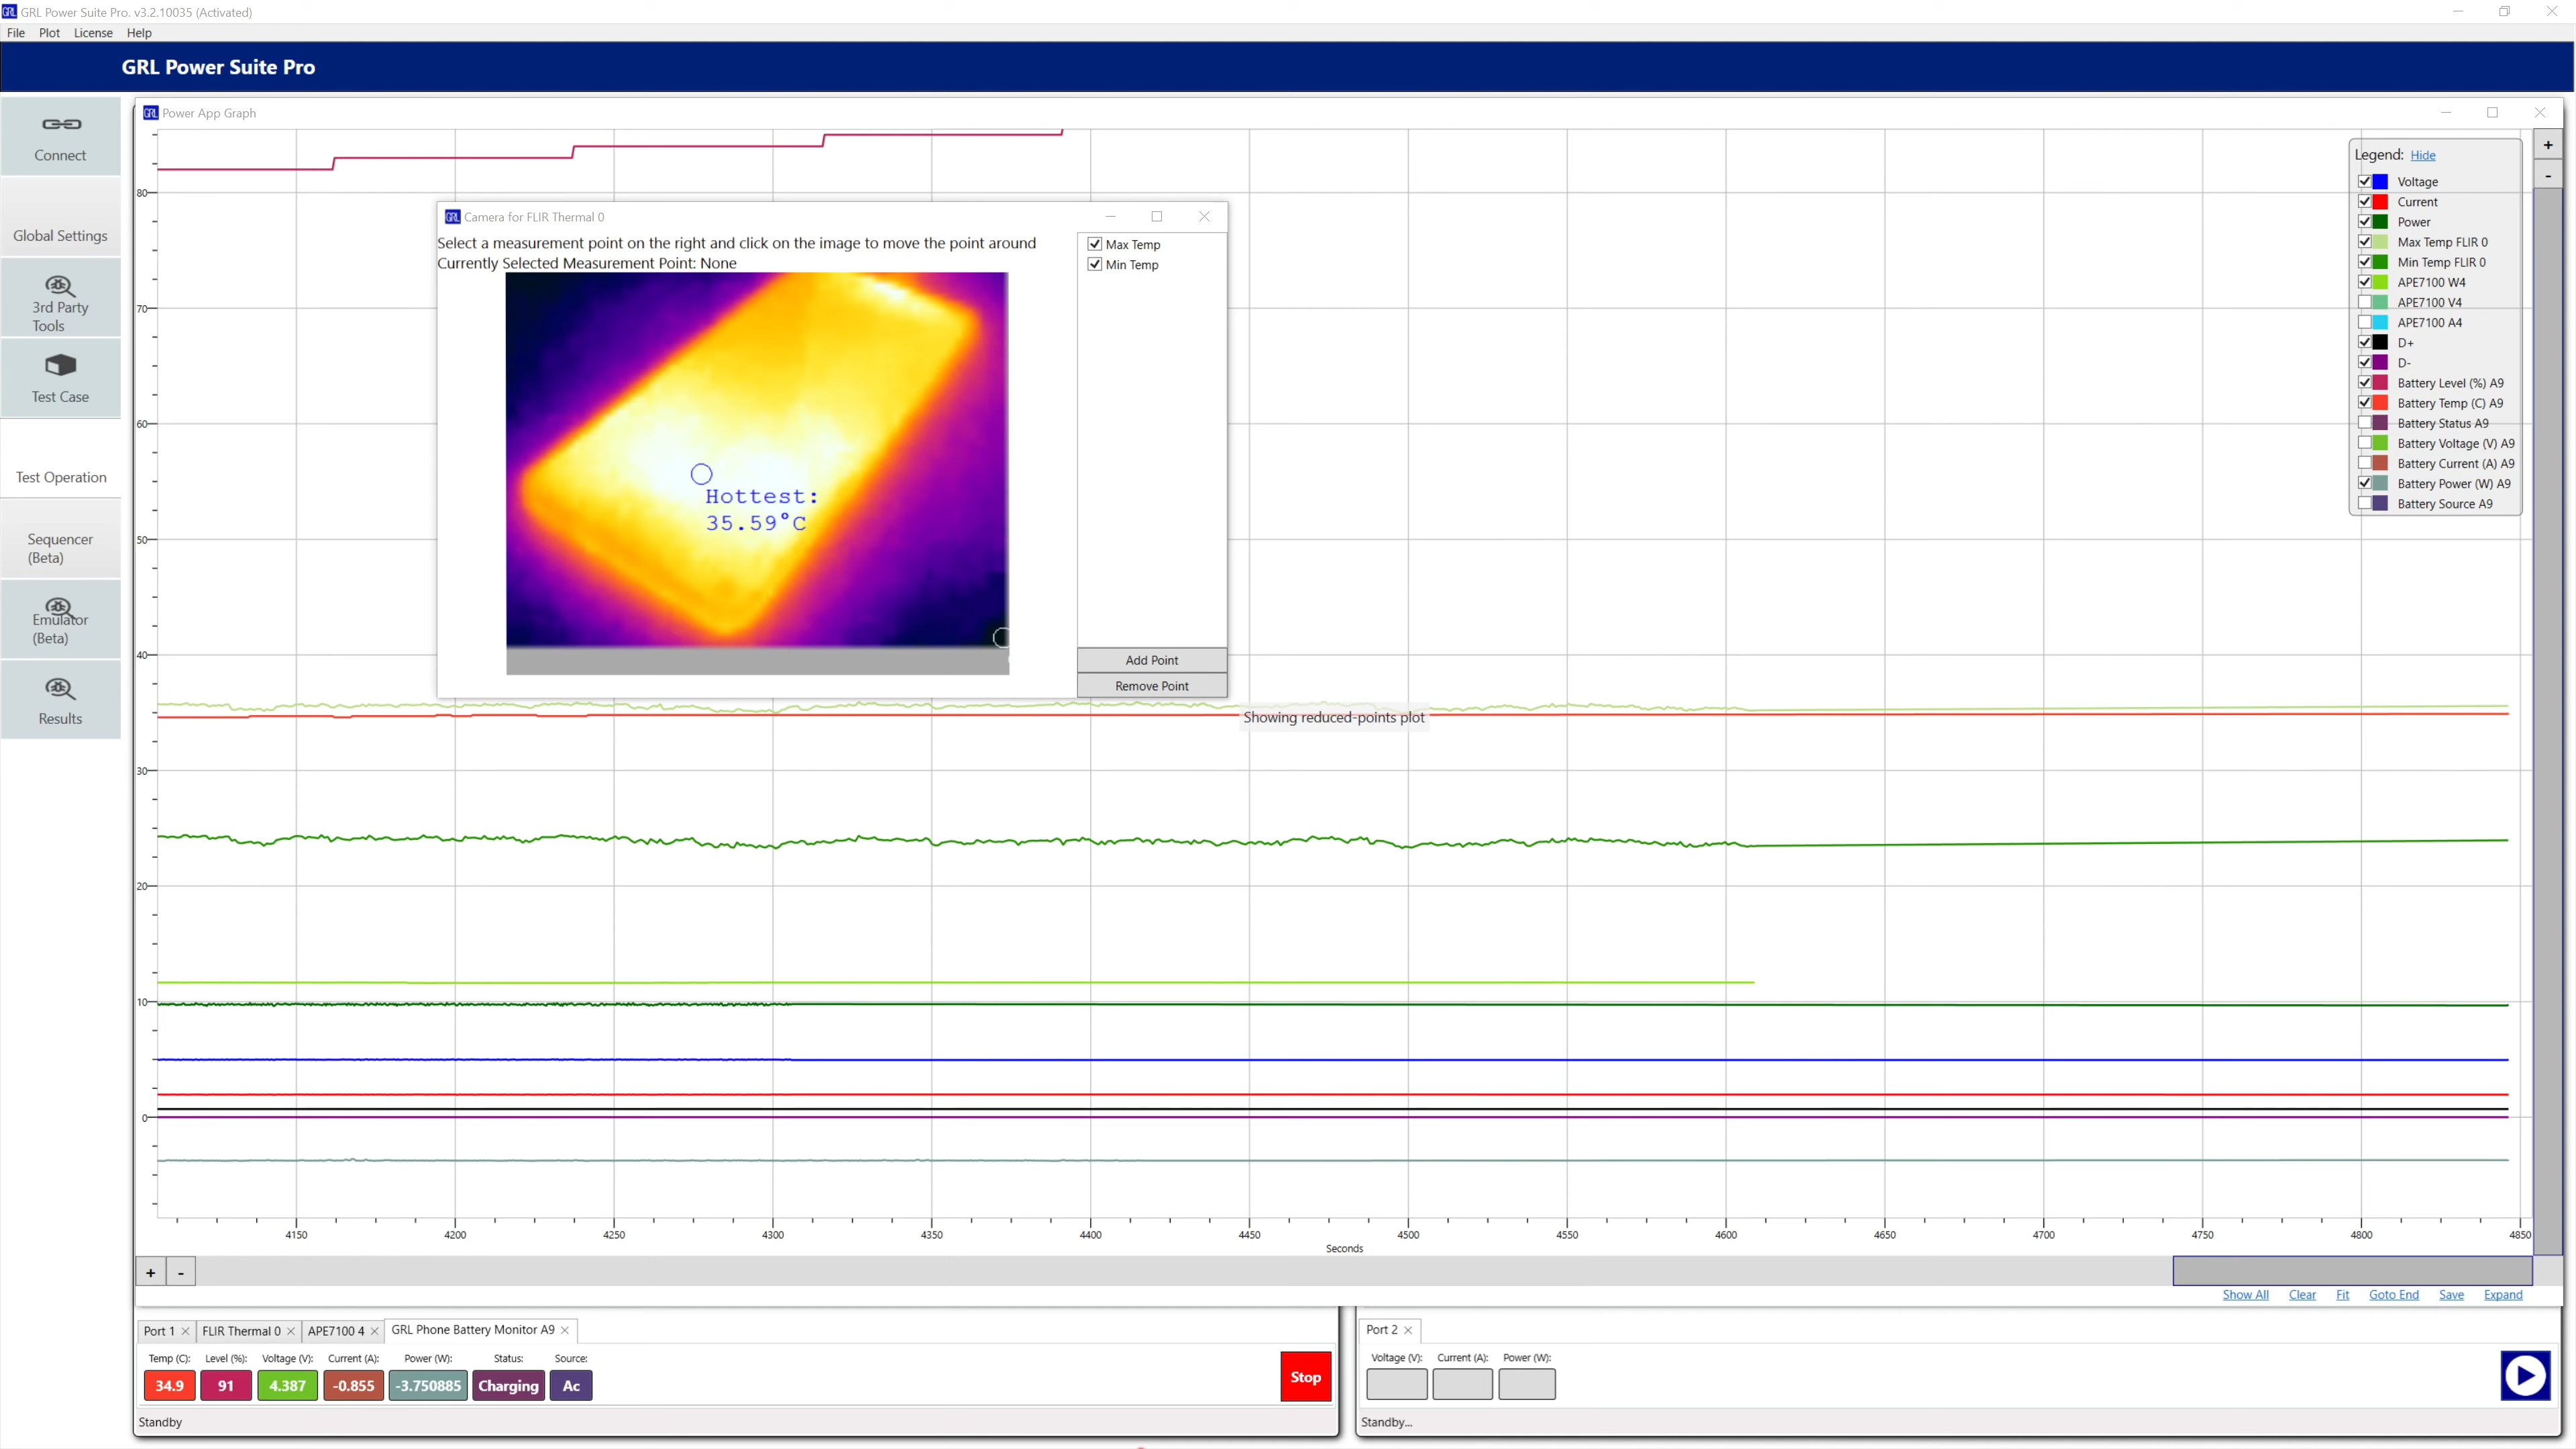 GRL GRL Power Suite Pro. v3.2.10035 (Activated)
File Plot License Help
GRL Power Suite Pro
Connect
Global Settings
3rd Party
Tools
Test Case
Test Operation
Sequencer
(Beta)
Emulator
(Beta)
Results
GRL Power App Graph
80
70
60
50
40
30
20
10
0
GRL Camera for FLIR Thermal 0
Select a measurement point on the right and click on the image to move the point around
Currently Selected Measurement Point: None
Hottest:
35.59°C
Max Temp
Min Temp
Add Point
Remove Point
Showing reduced-points plot
Legend: Hide
Voltage
Current
Power
Max Temp FLIR 0
Min Temp FLIR 0
APE7100 W4
APE7100 V4
APE7100 A4
D+
D-
Battery Level (%) A9
Battery Temp (C) A9
Battery Status A9
Battery Voltage (V) A9
Battery Current (A) A9
Battery Power (W) A9
Battery Source A9
+
-
4150 4200 4250 4300 4350 4400 4450 4500 4550 4600 4650 4700 4750 4800 4850
Seconds
+ -
Show All Clear Fit Goto End Save Expand
Port 1 FLIR Thermal 0 APE7100 4 GRL Phone Battery Monitor A9
Temp (C): Level (%): Voltage (V): Current (A): Power (W): Status: Source:
34.9 91 4.387 -0.855 -3.750885 Charging Ac
Stop
Standby
Port 2
Voltage (V): Current (A): Power (W):
Standby...